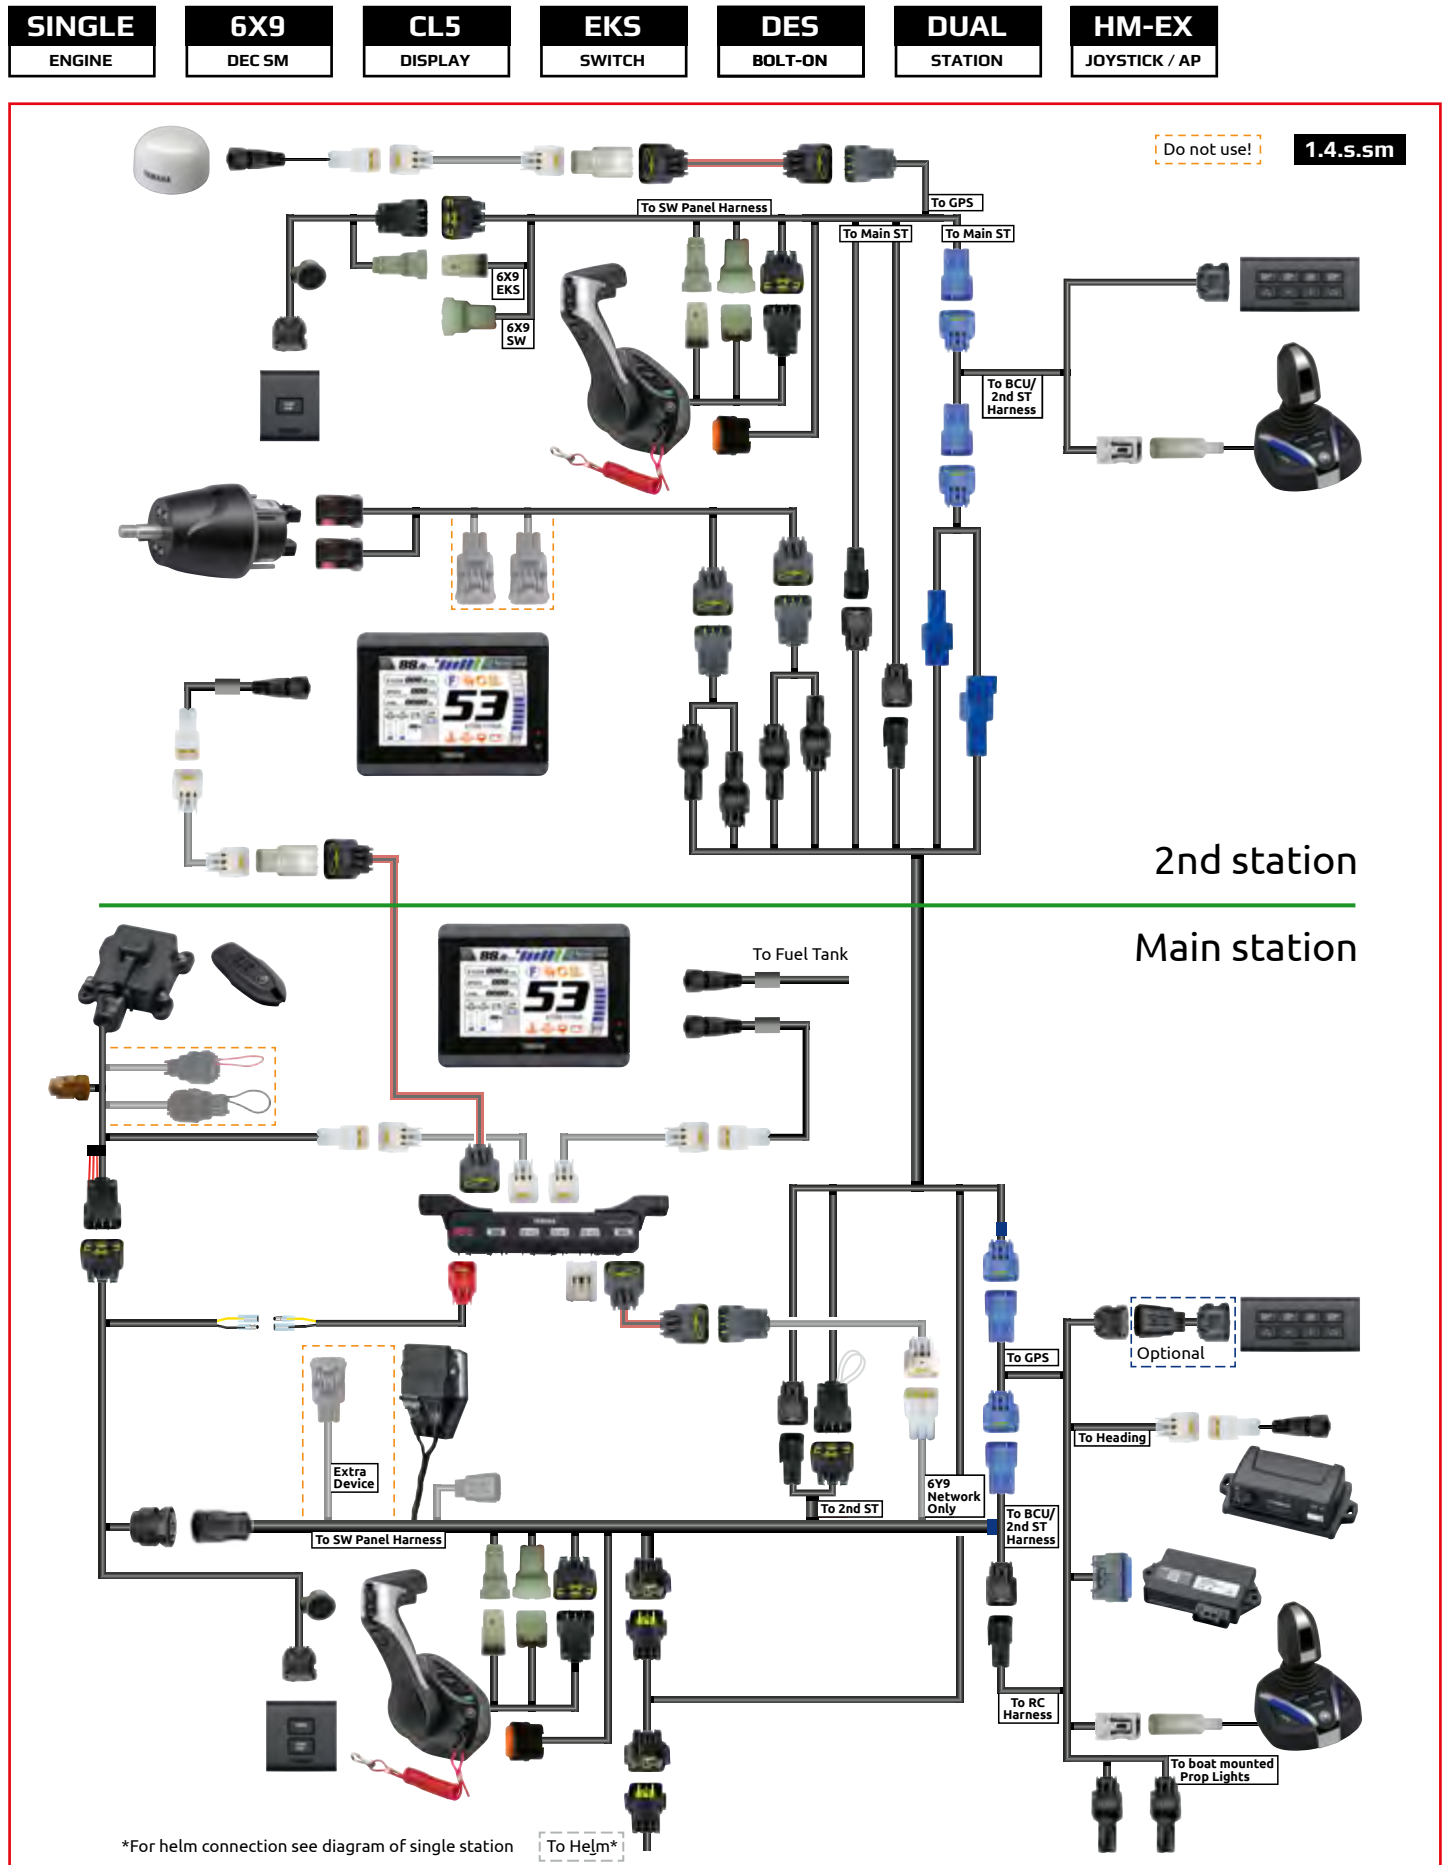 SINGLE
ENGINE
6X9
DEC SM
CL5
DISPLAY
EKS
SWITCH
DES
BOLT-ON
DUAL
STATION
HM-EX
JOYSTICK / AP
Do not use!
1.4.s.sm
To SW Panel Harness
To GPS
To Main ST
To Main ST
6X9
EKS
6X9
SW
To BCU/
2nd ST
Harness
53
2nd station
Main station
To Fuel Tank
53
To GPS
Optional
To Heading
Extra
Device
6Y9
Network
Only
To 2nd ST
To BCU/
2nd ST
Harness
To SW Panel Harness
To RC
Harness
To boat mounted
Prop Lights
*For helm connection see diagram of single station
To Helm*